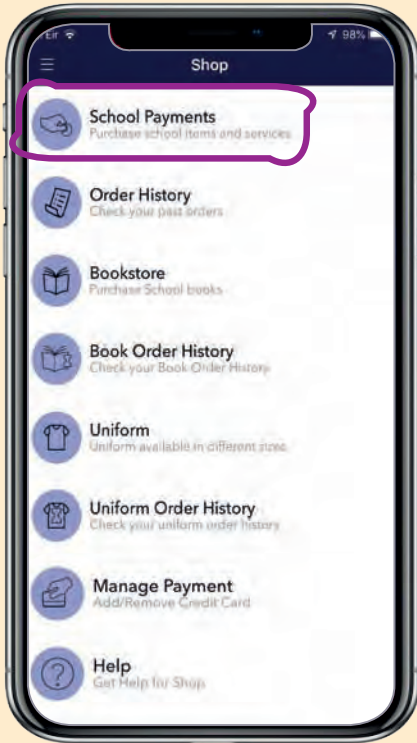 Eir 98%
Shop
School Payments
Purchase school items and services
Order History
Check your past orders
Bookstore
Purchase School books
Book Order History
Check your Book Order History
Uniform
Uniform available in different sizes
Uniform Order History
Check your uniform order history
Manage Payment
Add/Remove Credit Card
Help
Get Help for Shop